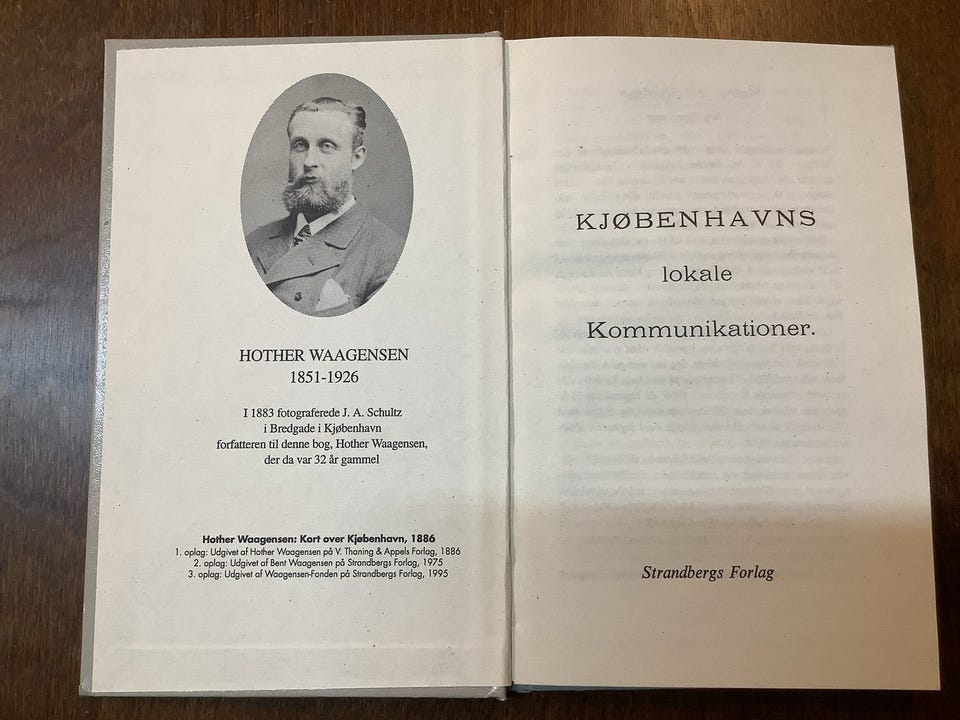 HOTHER WAAGENSEN
1851-1926
I 1883 fotograferede J. A. Schultz
i Bredgade i Kjøbenhavn
forfatteren til denne bog, Hother Waagensen,
der da var 32 år gammel
Hother Waagensen: Kort over Kjøbenhavn, 1886
1. oplag: Udgivet af Hother Waagensen på V. Thaning & Appels Forlag, 1886
2. oplag: Udgivet af Bent Waagensen på Strandbergs Forlag, 1975
3. oplag: Udgivet af Waagensen-Fonden på Strandbergs Forlag, 1995
KJØBENHAVNS
lokale
Kommunikationer.
Strandbergs Forlag